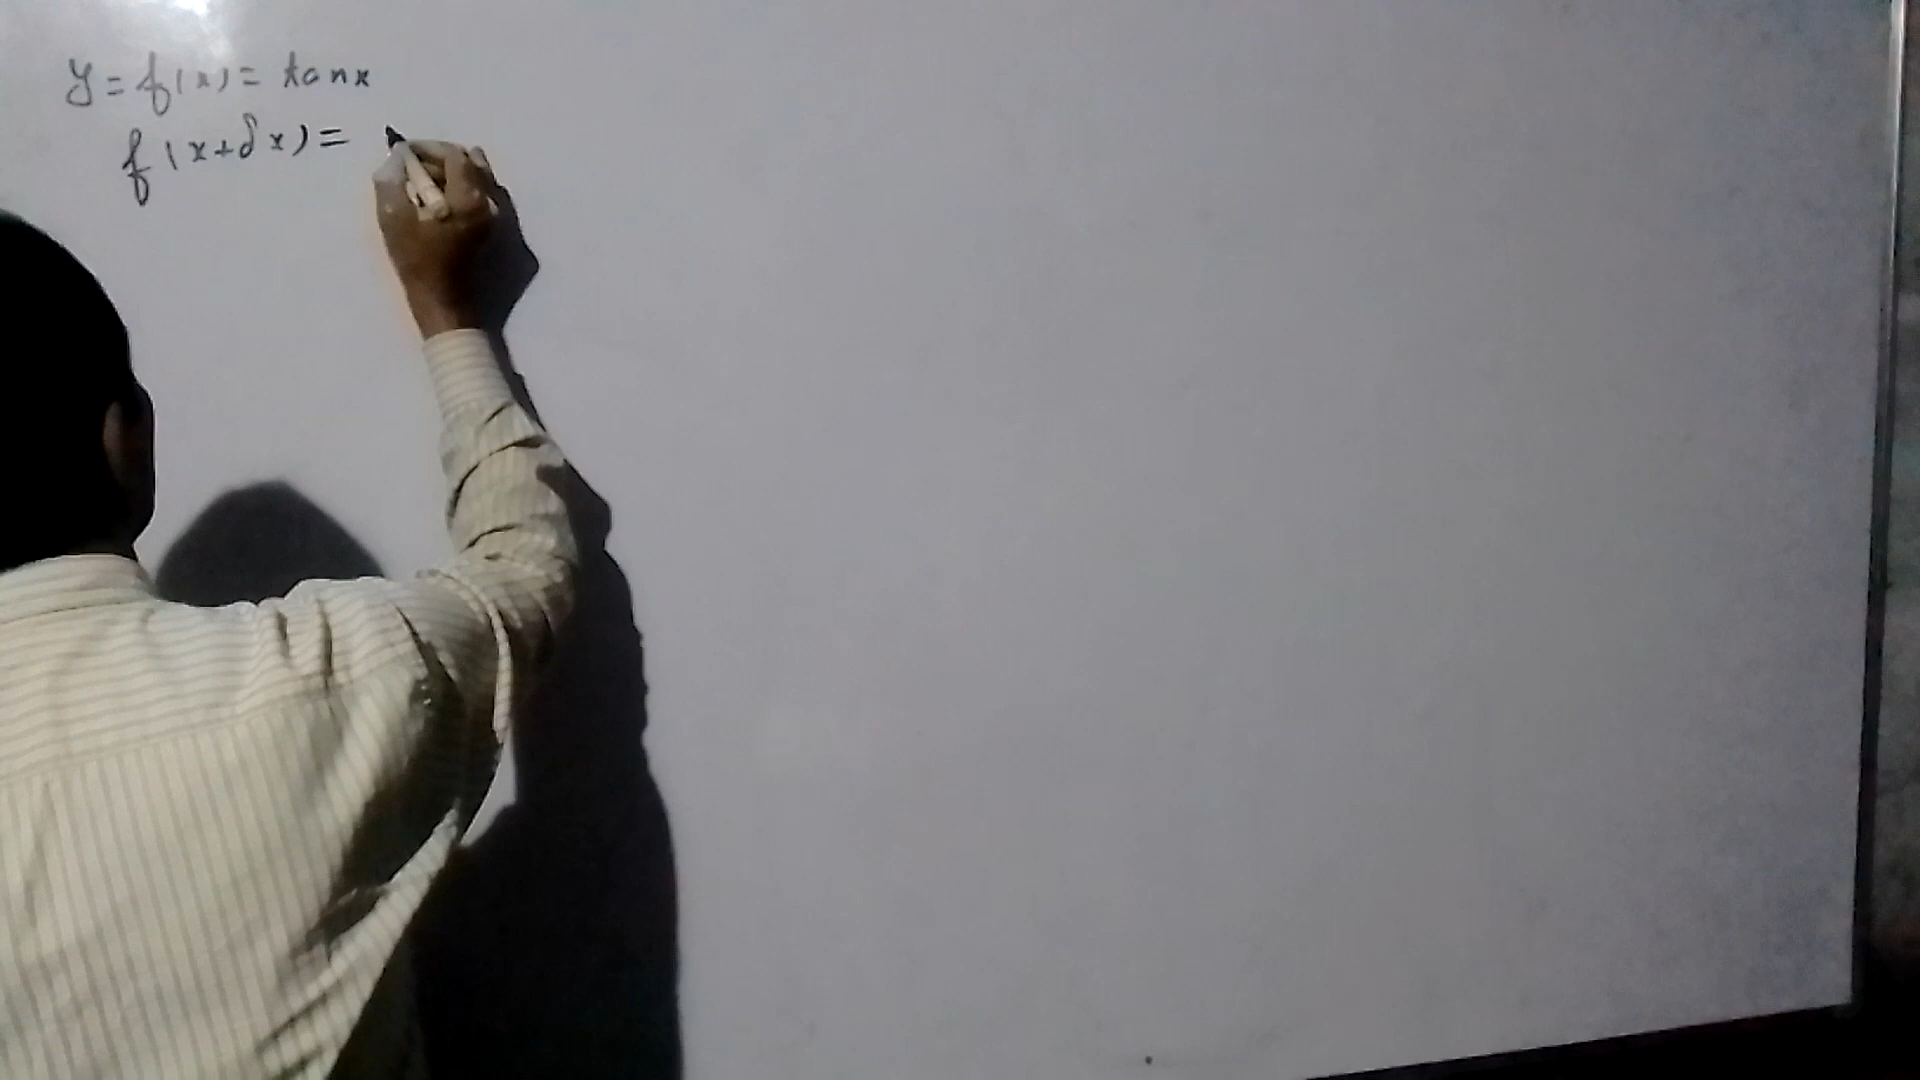 y = f(x) = tanx
f(x+δx) =